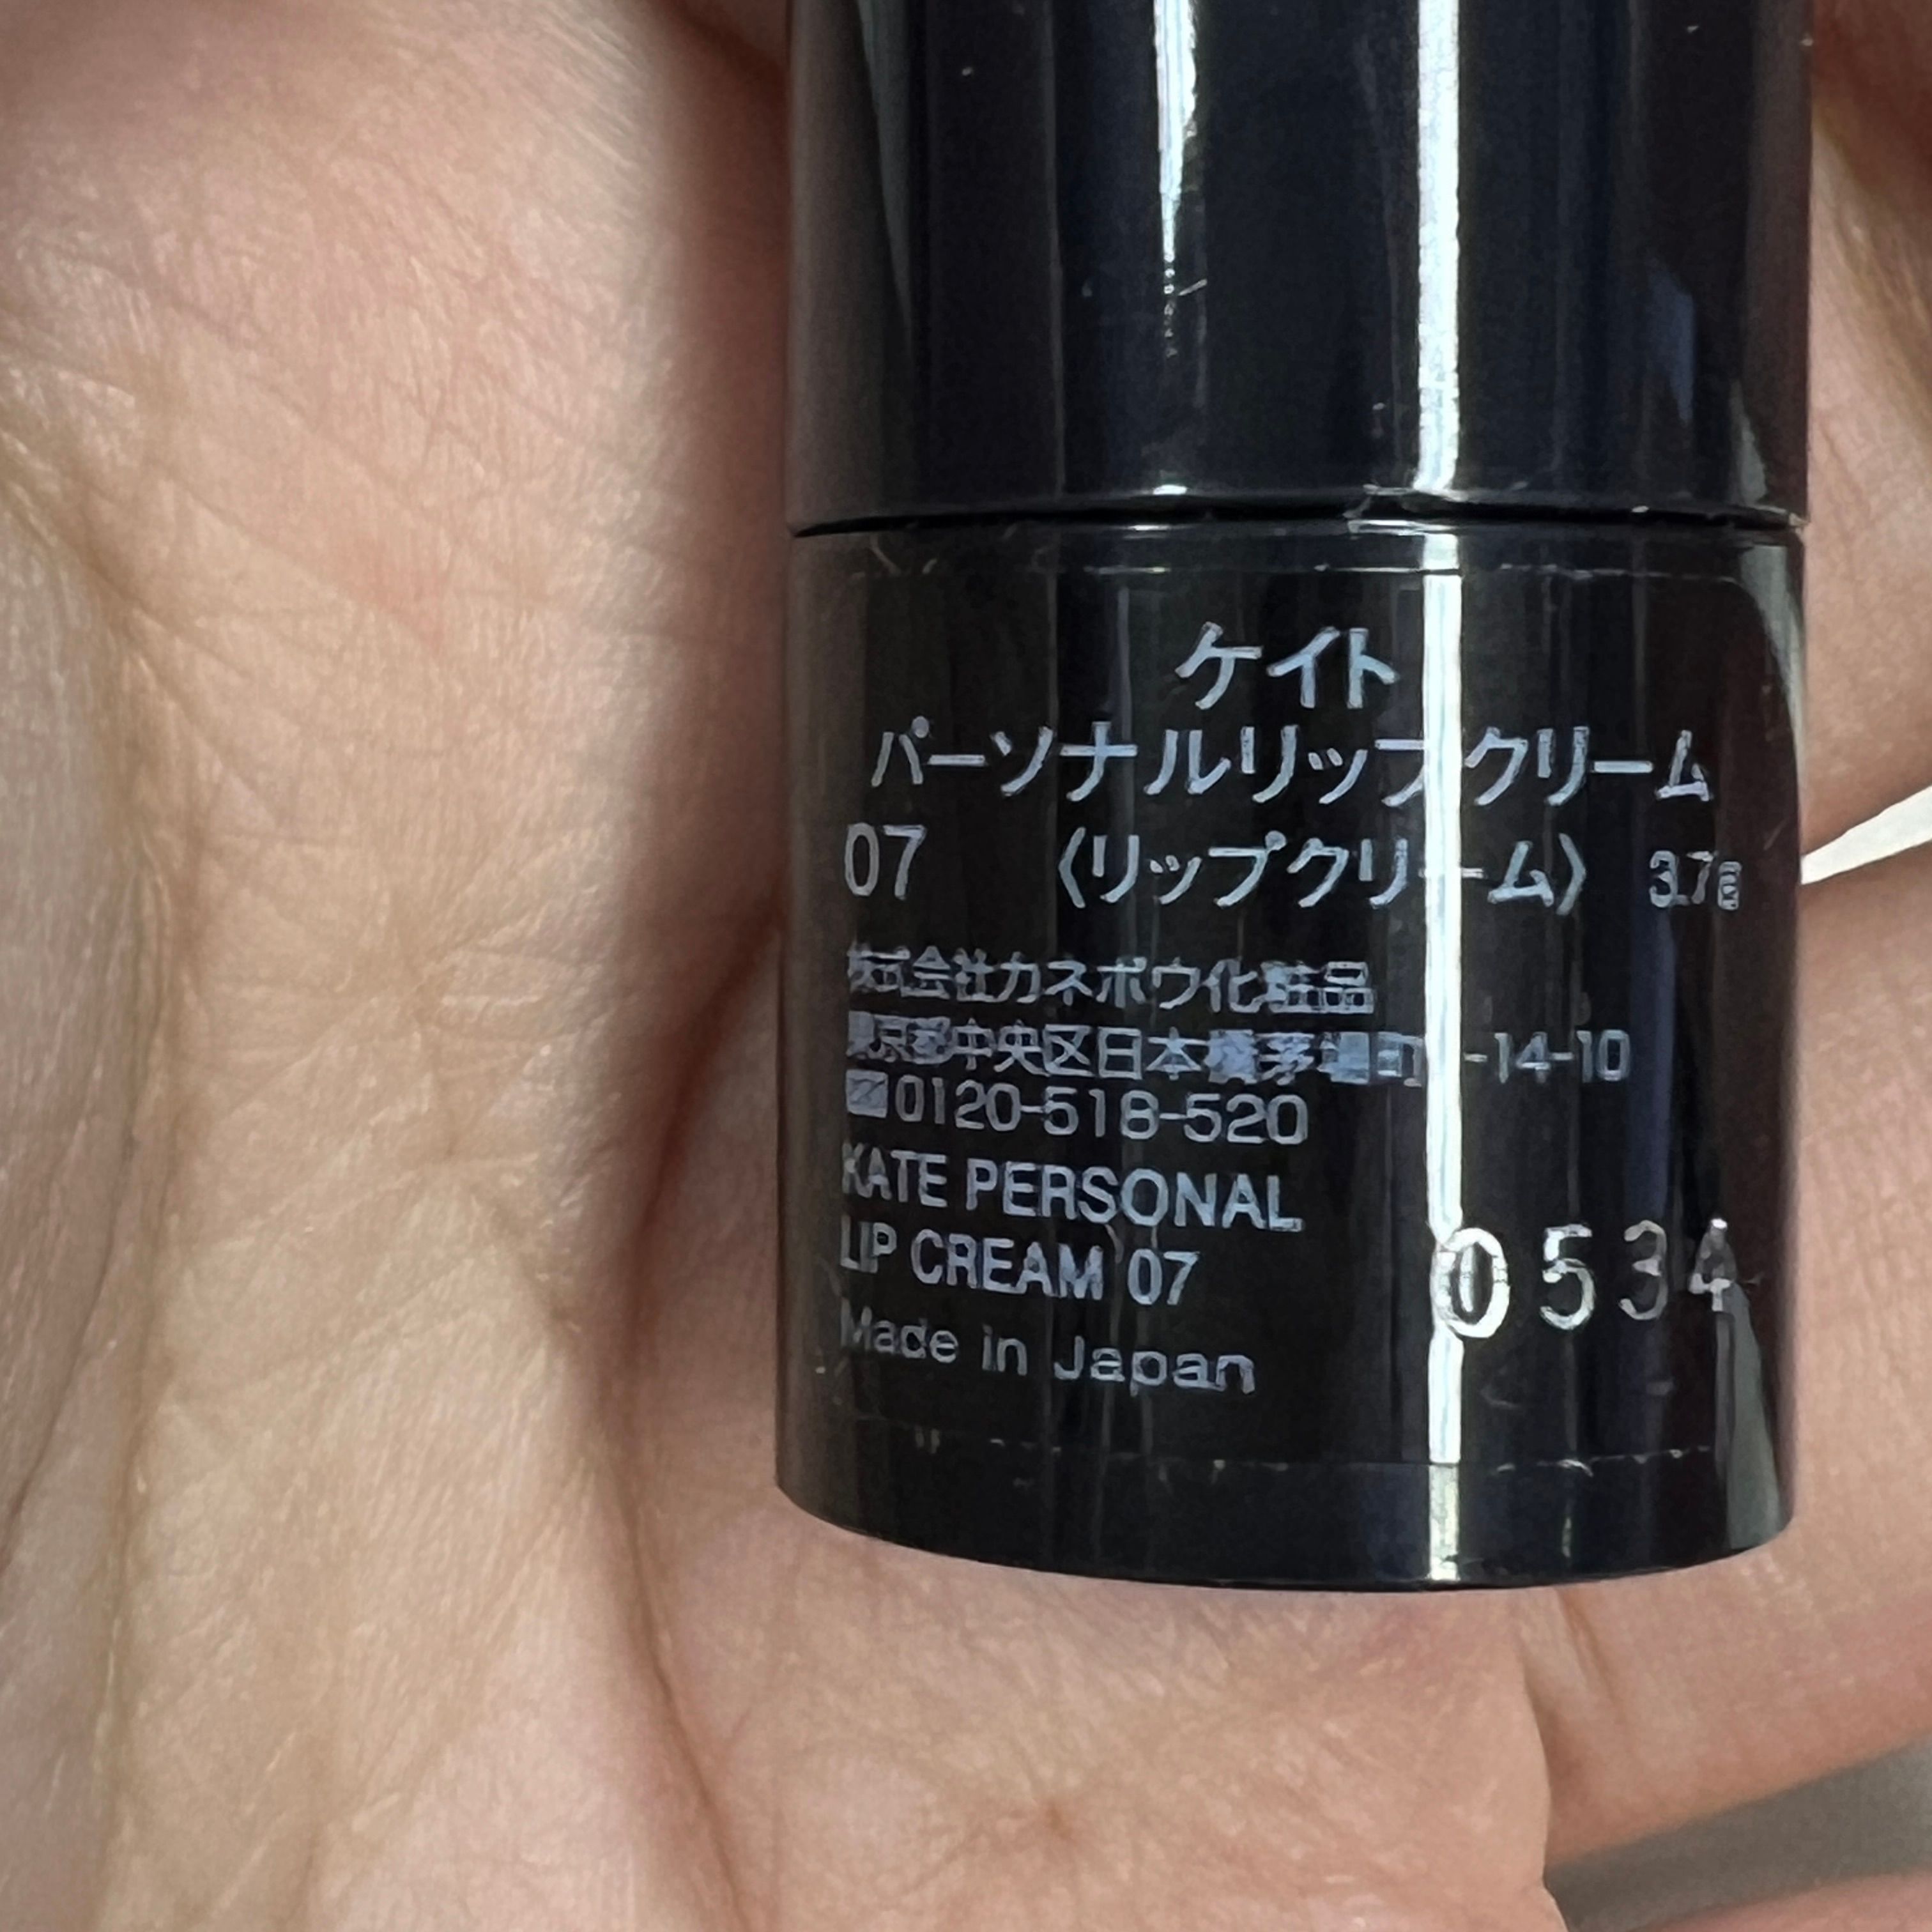 ケイト
パーソナルリップクリーム
07 〈リップクリーム〉 3.7g
株式会社カネボウ化粧品
東京都中央区日本橋茅場町 -14-10
0120-518-520
KATE PERSONAL
LIP CREAM 07
Made in Japan
0534